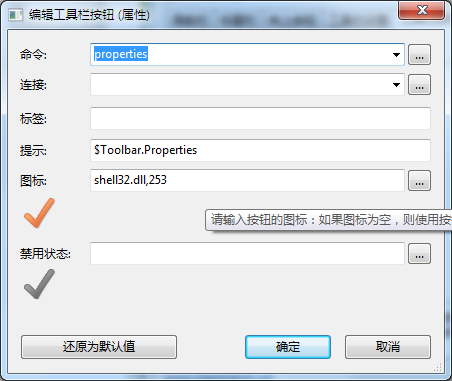 编辑工具栏按钮 (属性)
命令: properties ...
连接: ...
标签:
提示: $Toolbar.Properties
图标: shell32.dll,253 ...
请输入按钮的图标：如果图标为空，则使用按
禁用状态: ...
还原为默认值 确定 取消